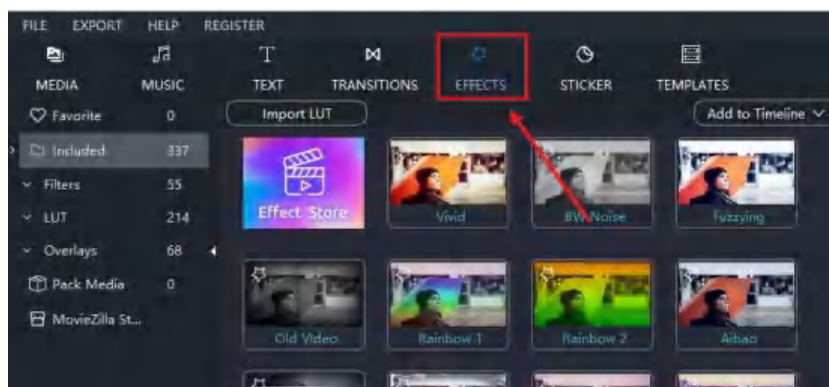 FILE EXPORT HELP REGISTER
MEDIA MUSIC TEXT TRANSITIONS EFFECTS STICKER TEMPLATES
Favorite 0
Import LUT
Add to Timeline
Included 337
Filters 55
LUT 214
Overlays 68
Pack Media 0
MovieZilla St...
Effect Store
Vivid
BW Noise
Fuzzying
Old Video
Rainbow 1
Rainbow 2
Aibao